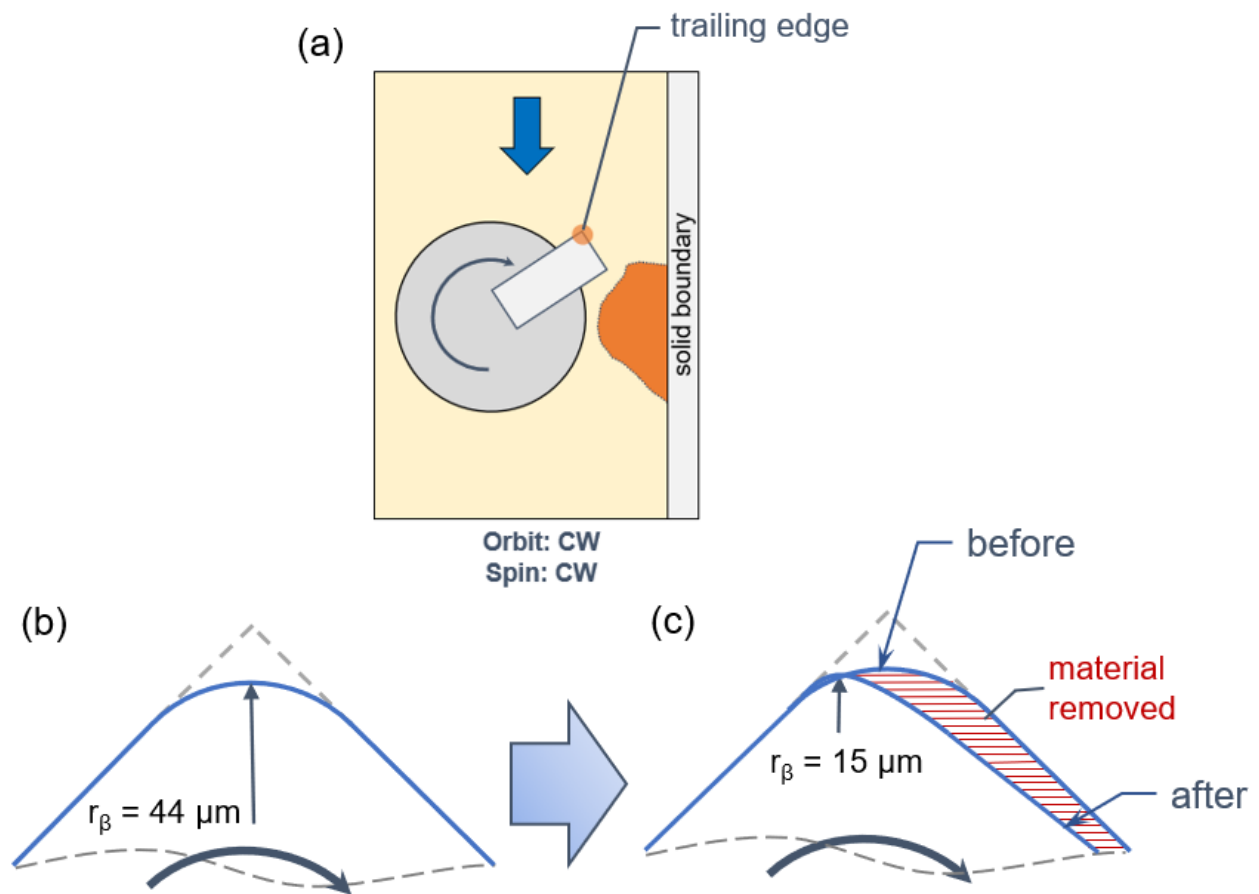 trailing edge
(a)
solid boundary
Orbit: CW
Spin: CW
before
(b)
(c)
material
removed
r_β = 44 µm
r_β = 15 µm
after